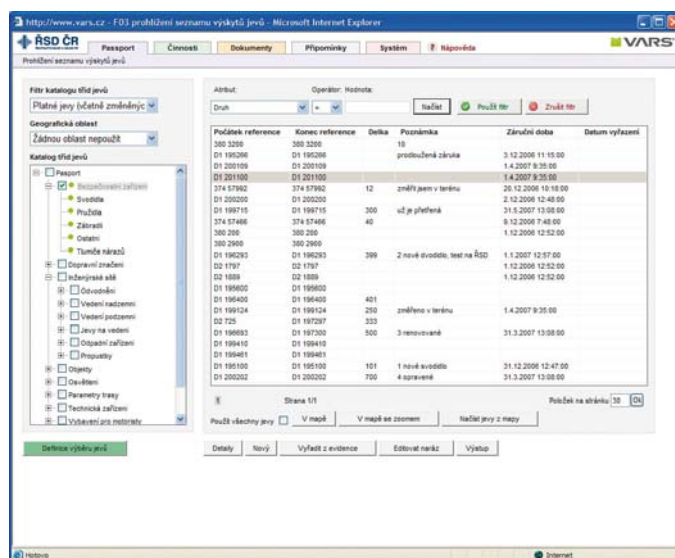 http://www.vars.cz - F03 prohlížení seznamu výskytů jevů - Microsoft Internet Explorer
ŘSD ČR Passport Činnosti Dokumenty Připomínky Systém ? Nápověda VARS
Prohlížení seznamu výskytů jevů
Filtr katalogu tříd jevů
Platné jevy (včetně změněnýc
Geografická oblast
Žádnou oblast nepoužít
Katalog tříd jevů
Pasport
Bezpečnostní zařízení
Svodidla
Pružidla
Zábradlí
Ostatní
Tlumiče nárazů
Dopravní značení
Inženýrské sítě
Odvodnění
Vedení nadzemní
Vedení podzemní
Jevy na vedení
Odpadní zařízení
Propustky
Objekty
Osvětlení
Parametry trasy
Technická zařízení
Vybavení pro motoristy
Definice výběru jevů
Atribut: Operátor: Hodnota:
Druh = Načíst Použít filtr Zrušit filtr
Počátek reference Konec reference Delka Poznámka Záruční doba Datum vyřazení
380 3200 380 3200 10
D1 195266 D1 195266 prodloužená záruka 3.12.2006 11:15:00
D1 200109 D1 200109 1.4.2007 9:35:00
D1 201100 D1 201100 1.4.2007 9:35:00
374 57992 374 57992 12 změřit jsem v terénu 20.12.2006 10:18:00
D1 200200 D1 200200 2.12.2006 12:48:00
D1 199715 D1 199715 300 už je přetřená 31.5.2007 13:08:00
374 57466 374 57466 40 9.12.2006 7:48:00
380 200 380 200 1.12.2006 12:52:00
380 2900 380 2900
D1 196293 D1 196293 399 2 nové dvodidlo, test na ŘSD 1.1.2007 12:57:00
D2 1797 D2 1797 1.12.2006 12:52:00
D2 1889 D2 1889 1.12.2006 12:52:00
D1 195600 D1 195600
D1 196400 D1 196400 401
D1 199124 D1 199124 250 změřeno v terénu 1.4.2007 9:35:00
D2 725 D1 197297 333
D1 196693 D1 197300 500 3 renovované 31.3.2007 13:08:00
D1 199410 D1 199410
D1 199461 D1 199461
D1 195100 D1 195100 101 1 nové svodidlo 31.12.2006 12:47:00
D1 200202 D1 200202 700 4 opravené 31.3.2007 13:08:00
1 Strana 1/1 Položek na stránku 30 Ok
Použít všechny jevy V mapě V mapě se zoomem Načíst jevy z mapy
Detaily Nový Vyřadit z evidence Editovat naráz Výstup
Hotovo Internet